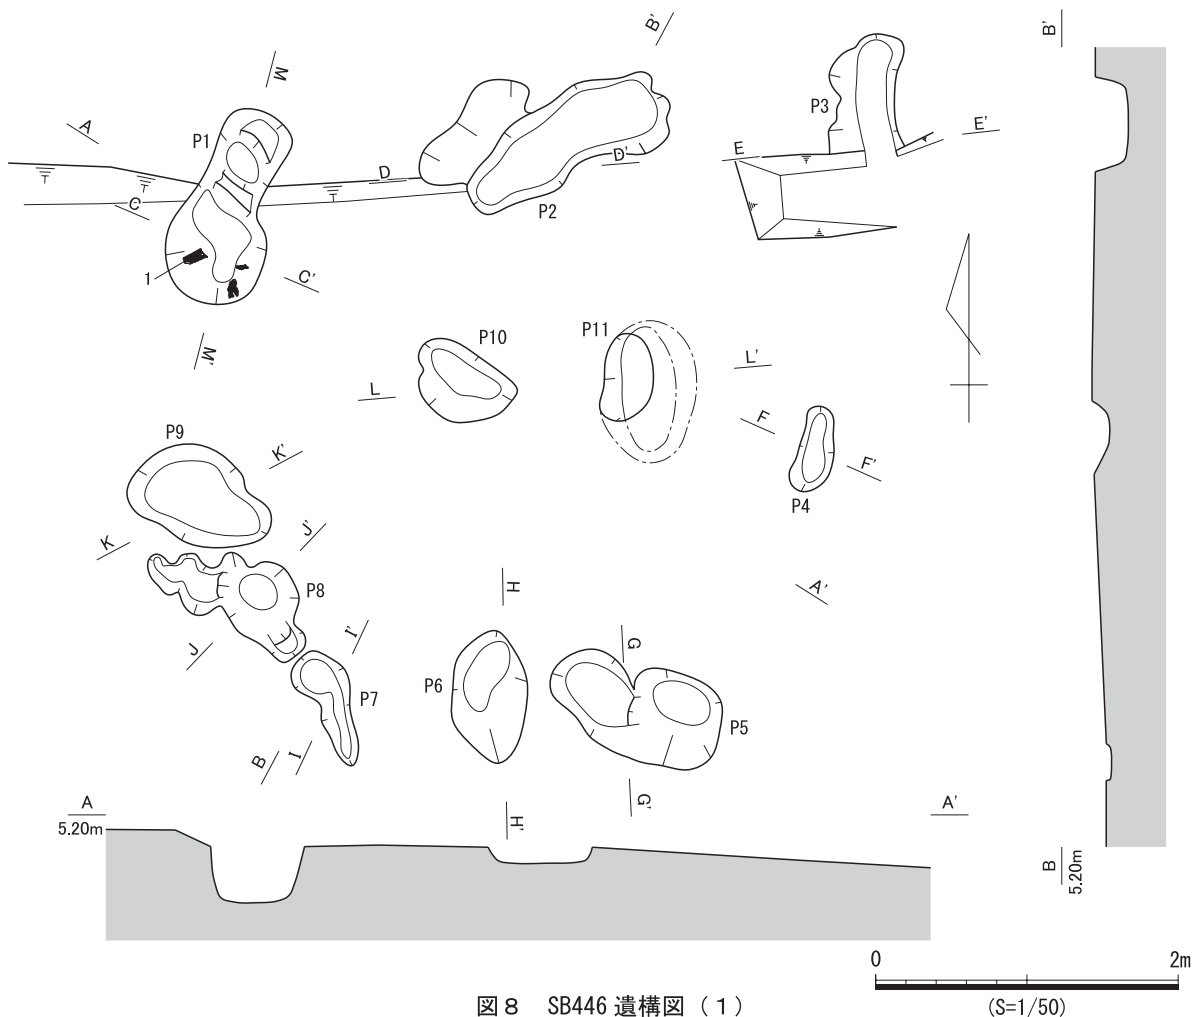 B'
B'
M
A
P1
P3
E'
E
D
D'
C
P2
1
C'
M'
P10
P11
L'
L
F
P9
K'
F'
P4
J'
K
A'
P8
H
J
I'
G
P6
P7
P5
B
I
G'
A
A'
H'
5.20m
B
5.20m
0 2m
図8 SB446 遺構図(1)
(S=1/50)